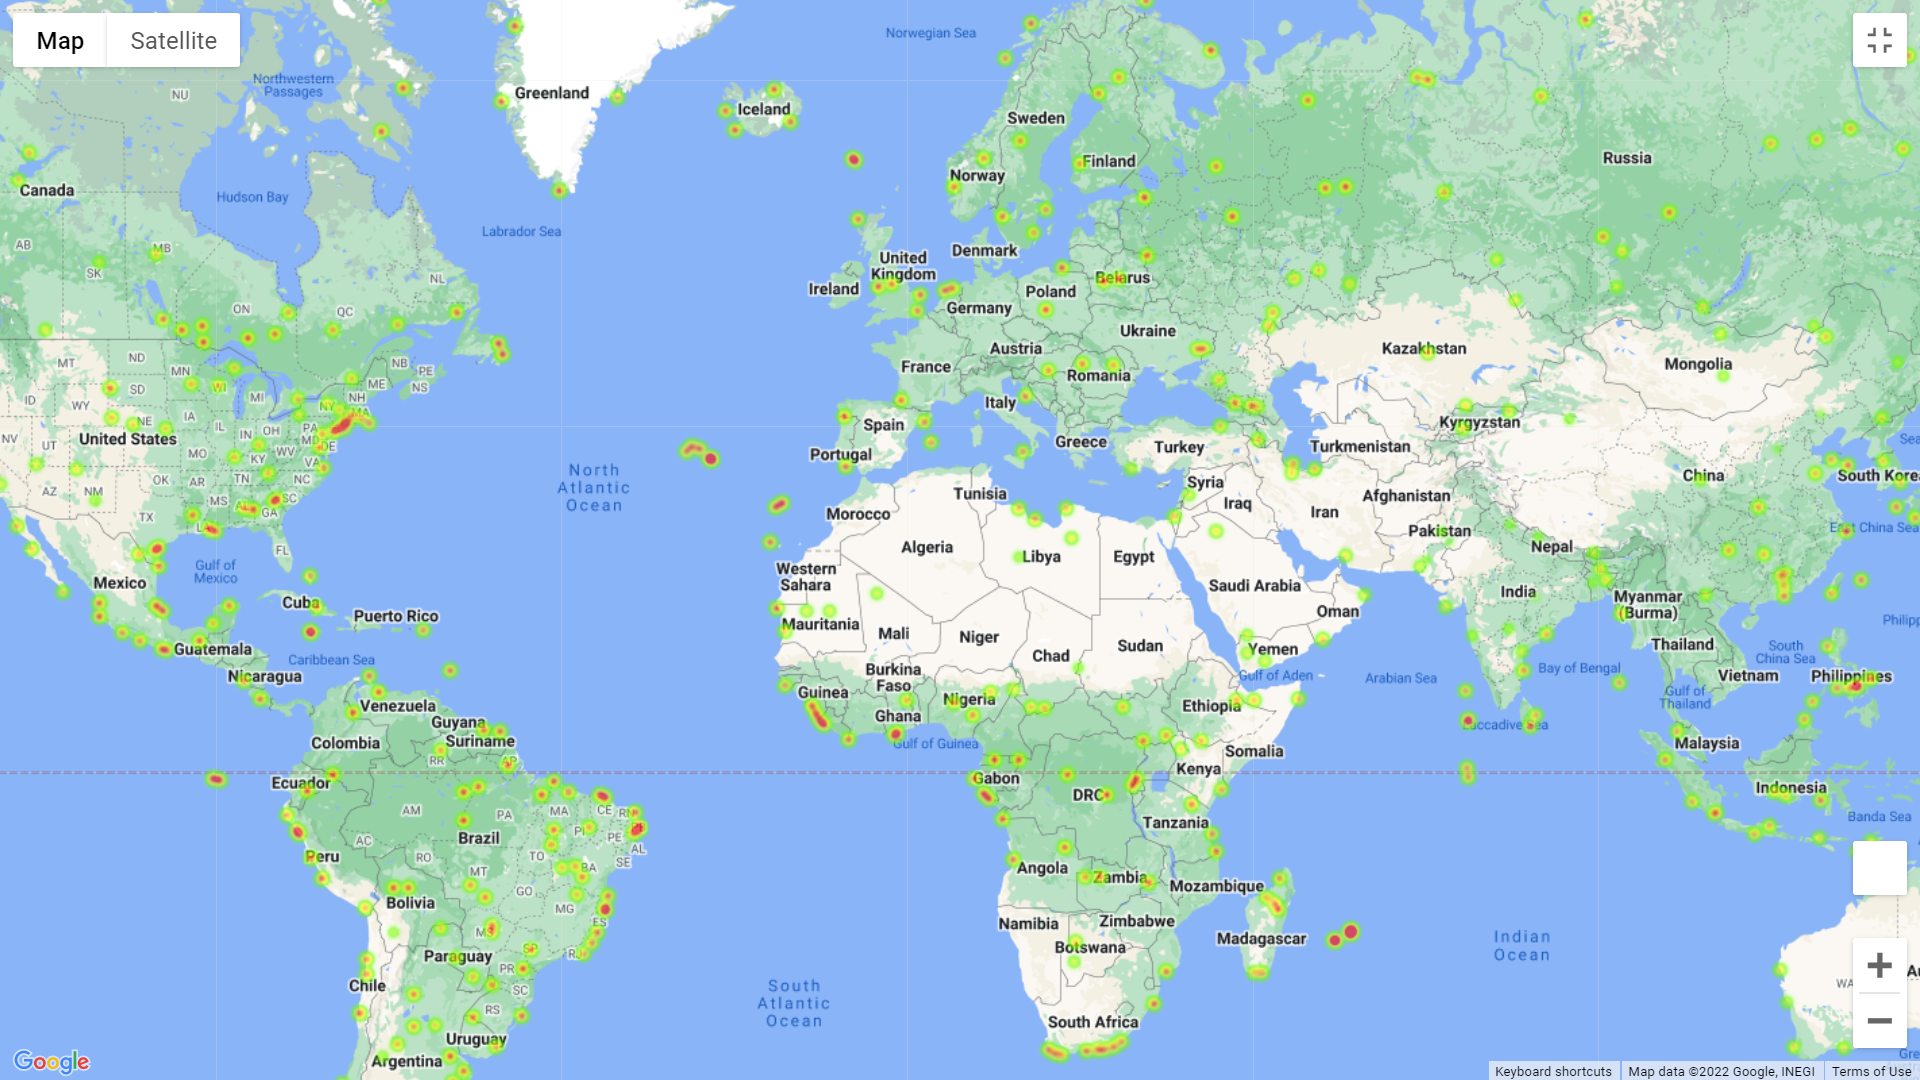 Map
Satellite
Norwegian Sea
Northwestern
Passages
NU
Greenland
Iceland
Sweden
Finland
Norway
Russia
Canada
Hudson Bay
Labrador Sea
AB
MB
SK
NL
United
Kingdom
Denmark
Belarus
Ireland
Poland
Germany
ON
QC
Ukraine
Kazakhstan
Austria
France
Romania
Mongolia
MT
ND
MN
NB
PE
NS
ME
SD
WI
ID
WY
MI
NH
NY
MA
Italy
Spain
Kyrgyzstan
NE
IA
IL
IN
OH
PA
MD
DE
United States
NV
UT
MO
WV
KY
VA
Greece
Turkey
Turkmenistan
Portugal
North
Atlantic
Ocean
China
South Korea
AZ
NM
OK
AR
TN
NC
SC
MS
AL
GA
TX
LA
FL
Tunisia
Syria
Iraq
Iran
Afghanistan
Morocco
Pakistan
East China Sea
Nepal
Algeria
Libya
Egypt
Gulf of
Mexico
Mexico
Western
Sahara
Saudi Arabia
India
Myanmar
(Burma)
Cuba
Puerto Rico
Oman
Mauritania
Mali
Niger
Sudan
Chad
Yemen
Thailand
South
China Sea
Guatemala
Caribbean Sea
Nicaragua
Burkina
Faso
Gulf of Aden
Arabian Sea
Bay of Bengal
Vietnam
Philippines
Gulf of
Thailand
Guinea
Nigeria
Ethiopia
Venezuela
Guyana
Suriname
Colombia
Ghana
Gulf of Guinea
Laccadive Sea
Malaysia
Somalia
RR
AP
Ecuador
Gabon
Kenya
DRC
Indonesia
AM
PA
MA
CE
RN
Brazil
PI
PE
AL
SE
Tanzania
Banda Sea
AC
RO
TO
BA
Peru
MT
GO
Angola
Zambia
Mozambique
Bolivia
MG
ES
MS
Namibia
Zimbabwe
Botswana
Madagascar
Indian
Ocean
Paraguay
SP
RJ
PR
SC
Chile
South
Atlantic
Ocean
WA
RS
Uruguay
Argentina
South Africa
Google
Keyboard shortcuts
Map data ©2022 Google, INEGI
Terms of Use